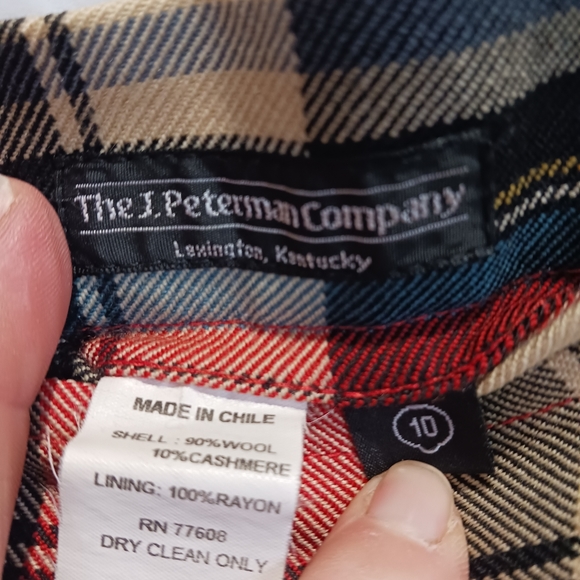 The J. Peterman Company
Lexington, Kentucky
MADE IN CHILE
SHELL : 90%WOOL
10%CASHMERE
LINING: 100%RAYON
RN 77608
DRY CLEAN ONLY
10